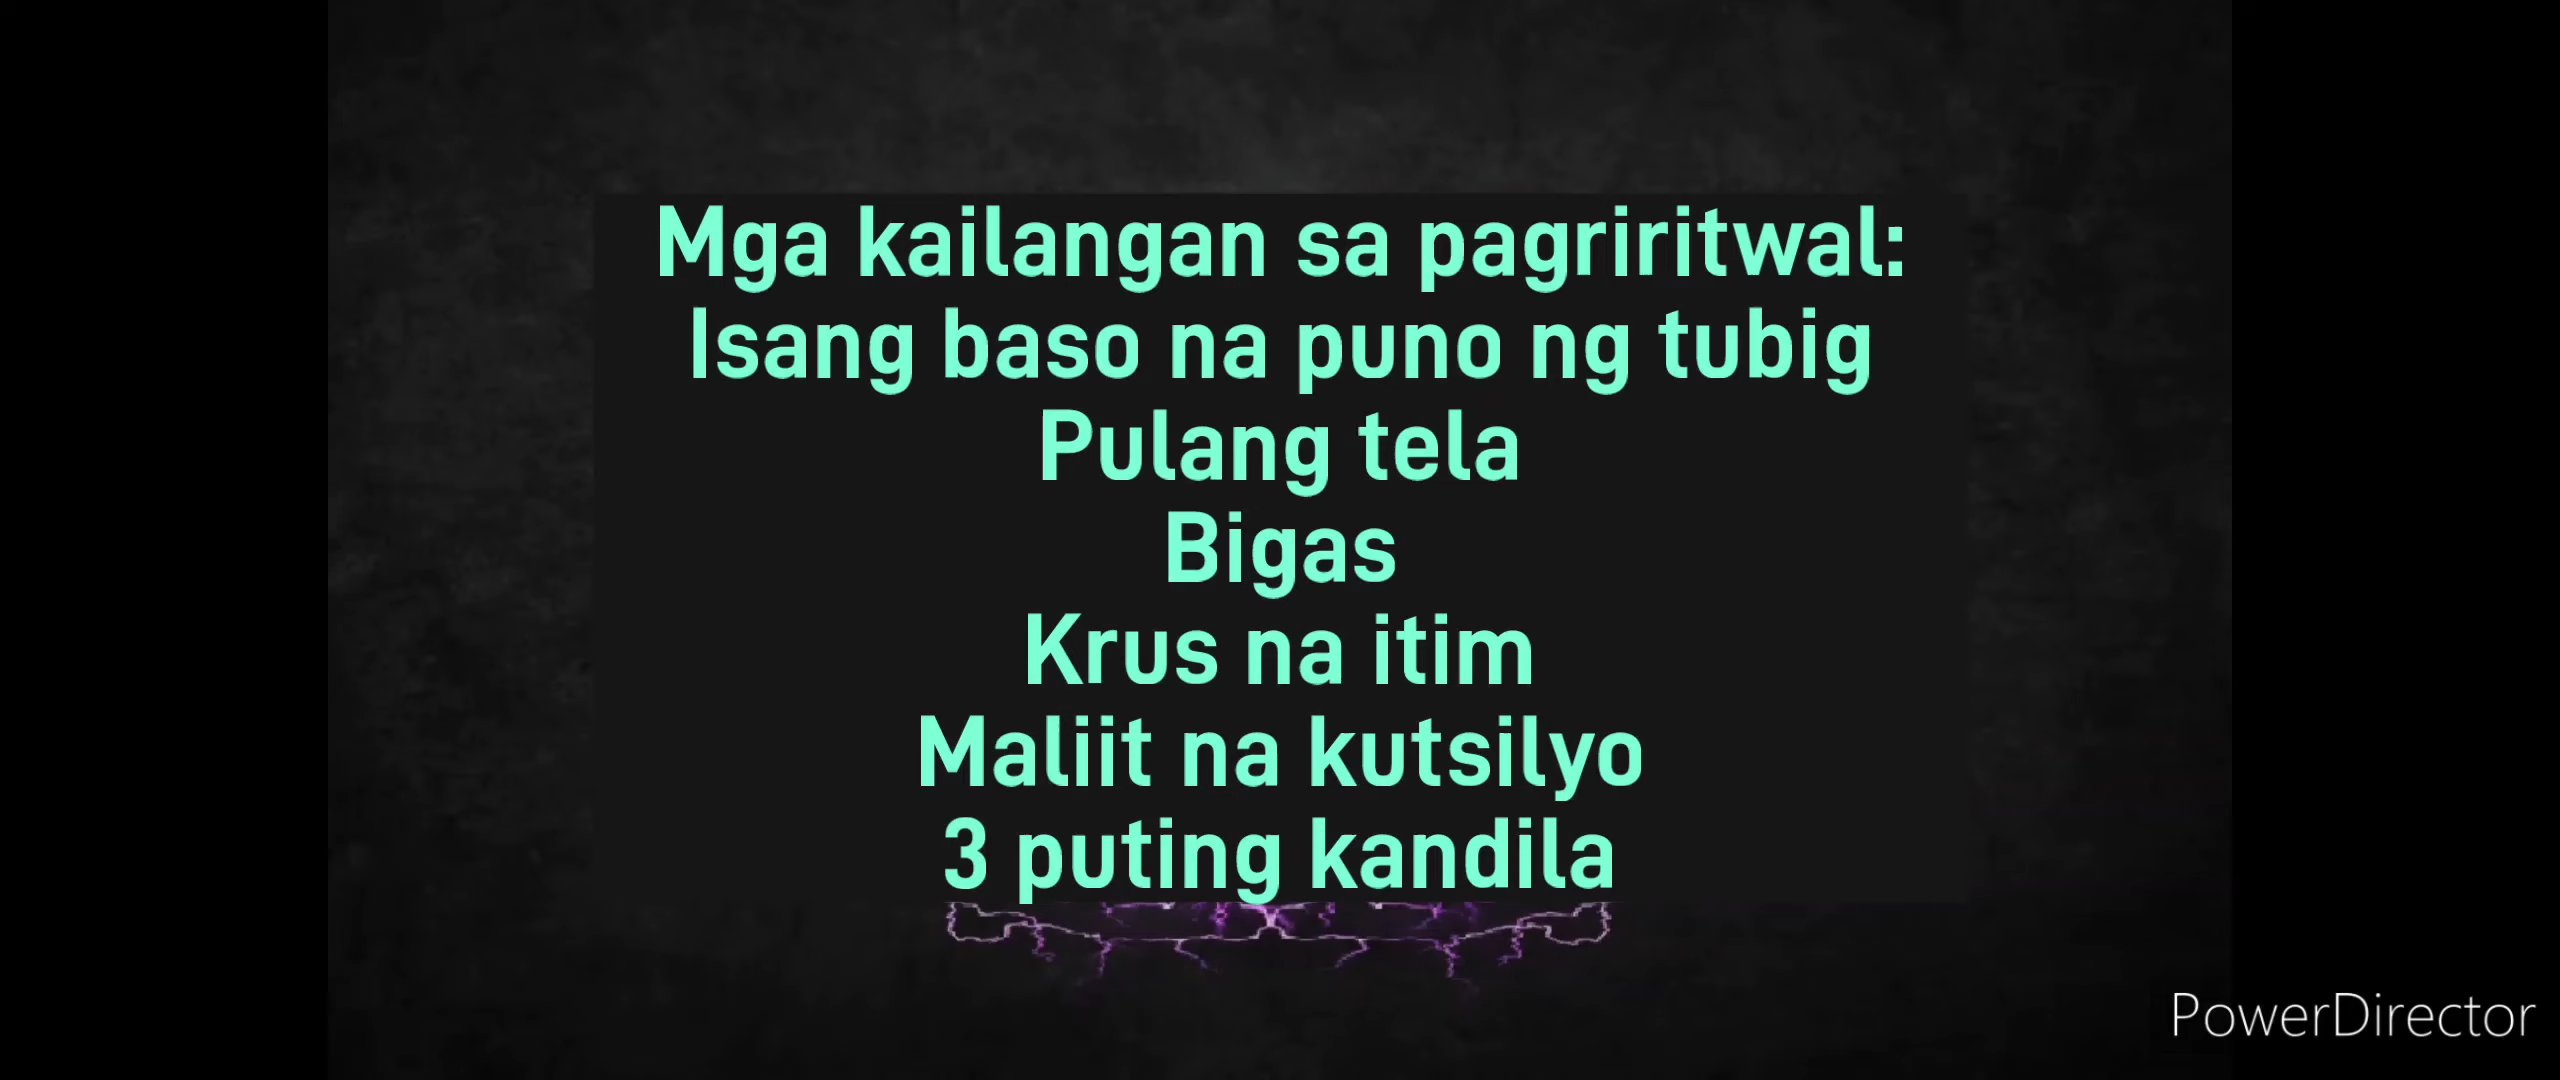 Mga kailangan sa pagriritwal:
Isang baso na puno ng tubig
Pulang tela
Bigas
Krus na itim
Maliit na kutsilyo
3 puting kandila
PowerDirector